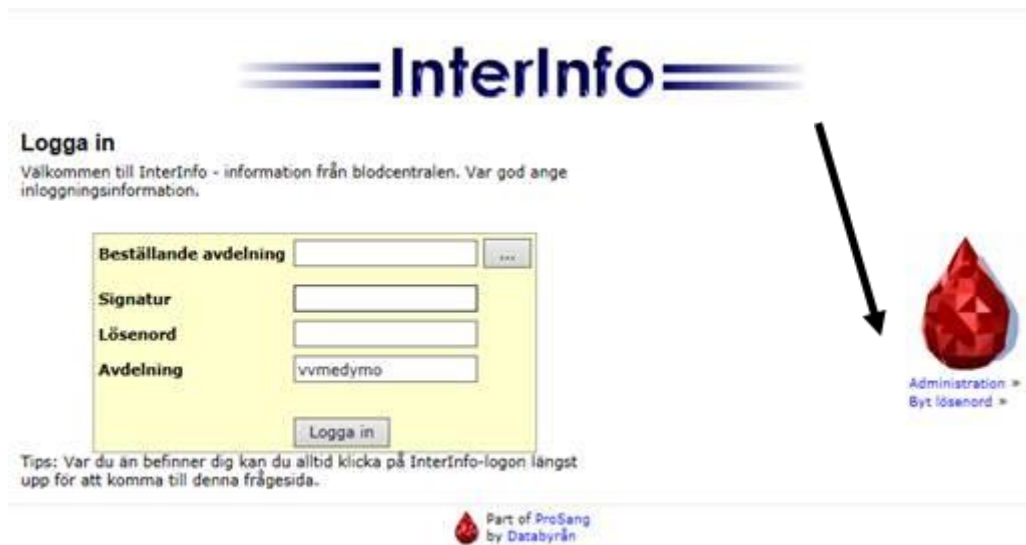 InterInfo
Logga in
Välkommen till InterInfo - information från blodcentralen. Var god ange
inloggningsinformation.
Beställande avdelning
...
Signatur
Lösenord
Avdelning
vvmedymo
Logga in
Administration »
Byt lösenord »
Tips: Var du än befinner dig kan du alltid klicka på InterInfo-logon längst
upp för att komma till denna frågesida.
Part of ProSang
by Databyrån